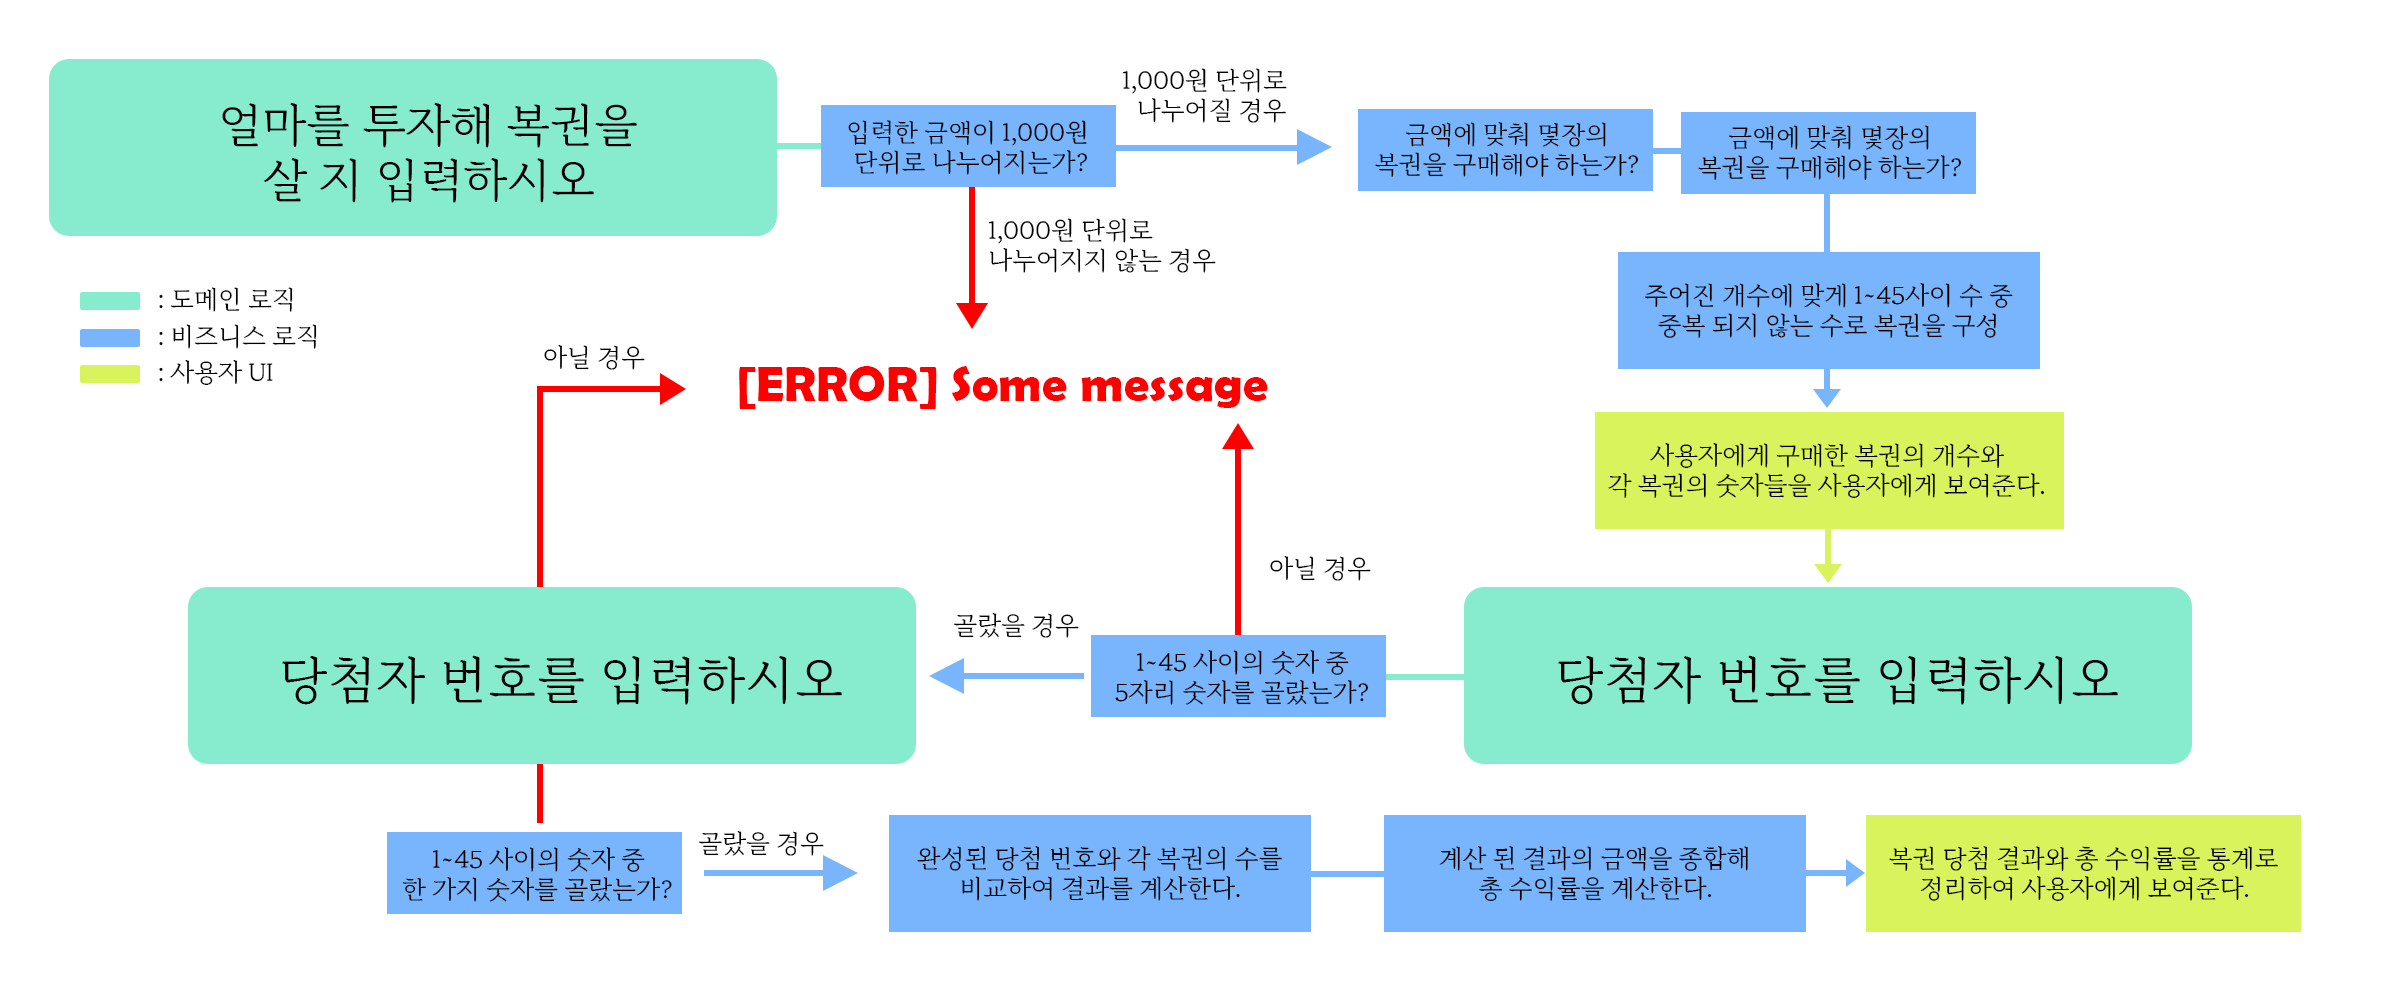 얼마를 투자해 복권을
살 지 입력하시오
입력한 금액이 1,000원
단위로 나누어지는가?
1,000원 단위로
나누어질 경우
금액에 맞춰 몇장의
복권을 구매해야 하는가?
금액에 맞춰 몇장의
복권을 구매해야 하는가?
1,000원 단위로
나누어지지 않는 경우
: 도메인 로직
: 비즈니스 로직
: 사용자 UI
주어진 개수에 맞게 1~45사이 수 중
중복 되지 않는 수로 복권을 구성
아닐 경우
[ERROR] Some message
사용자에게 구매한 복권의 개수와
각 복권의 숫자들을 사용자에게 보여준다.
아닐 경우
골랐을 경우
당첨자 번호를 입력하시오
1~45 사이의 숫자 중
5자리 숫자를 골랐는가?
당첨자 번호를 입력하시오
1~45 사이의 숫자 중
한 가지 숫자를 골랐는가?
골랐을 경우
완성된 당첨 번호와 각 복권의 수를
비교하여 결과를 계산한다.
계산 된 결과의 금액을 종합해
총 수익률을 계산한다.
복권 당첨 결과와 총 수익률을 통계로
정리하여 사용자에게 보여준다.